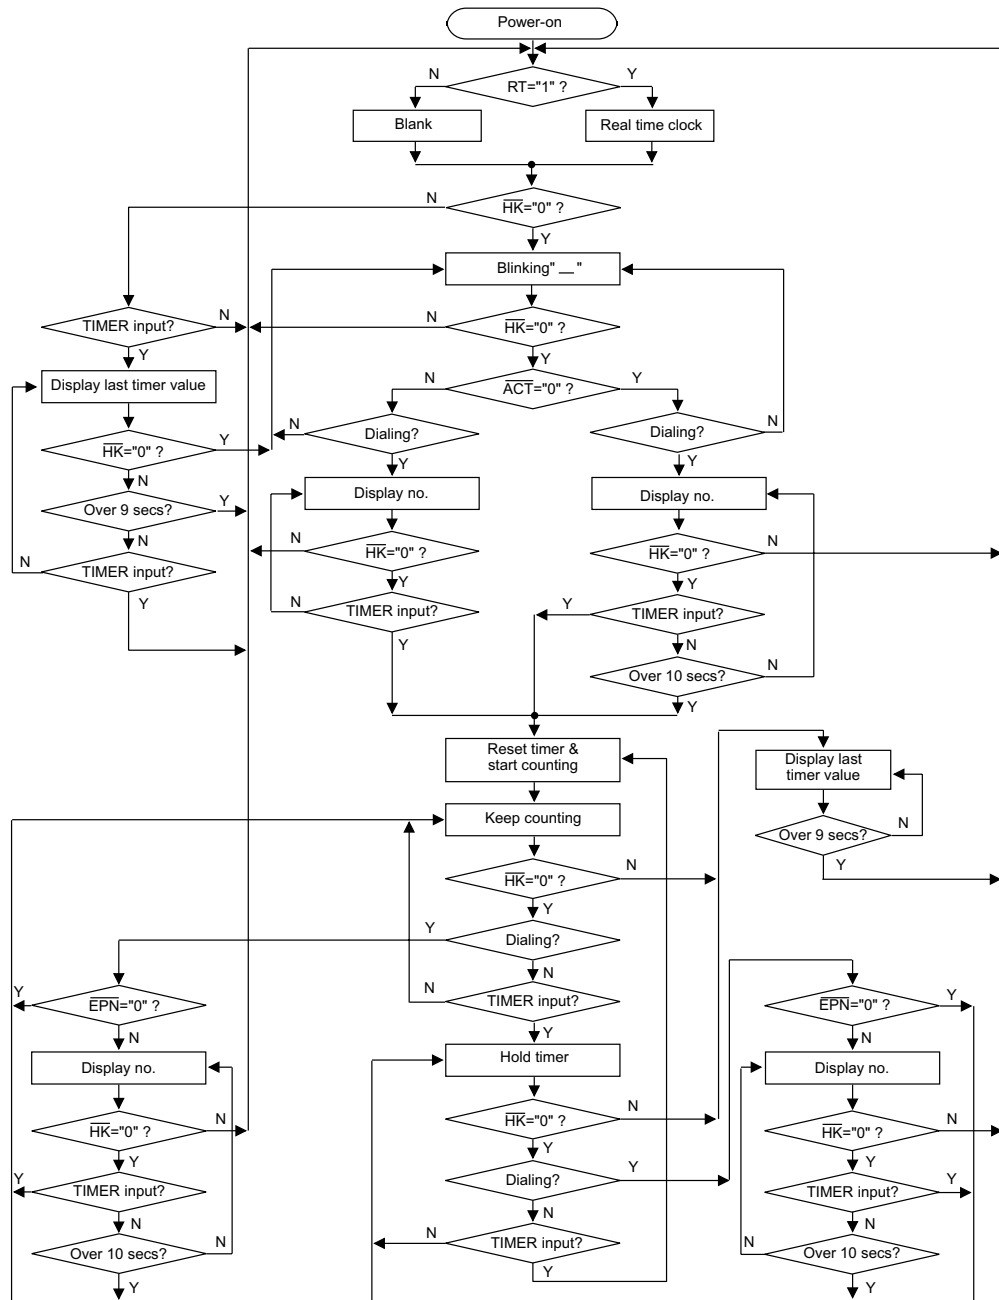 Power-on
N
Y
RT="1" ?
Blank
Real time clock
N
HK="0" ?
Y
Blinking" __ "
TIMER input?
N
N
HK="0" ?
Y
Y
Display last timer value
N
ACT="0" ?
Y
N
Dialing?
Dialing?
N
HK="0" ?
Y
Y
Y
N
Display no.
Display no.
Over 9 secs?
Y
N
N
HK="0" ?
HK="0" ?
N
N
TIMER input?
Y
Y
Y
N
TIMER input?
Y
TIMER input?
Y
N
Over 10 secs?
N
Y
Reset timer &
start counting
Display last
timer value
Keep counting
Over 9 secs?
N
Y
HK="0" ?
N
Y
Y
Dialing?
N
Y
EPN="0" ?
N
TIMER input?
EPN="0" ?
Y
N
Y
N
Display no.
Hold timer
Display no.
HK="0" ?
N
HK="0" ?
N
HK="0" ?
N
Y
Y
Y
Y
TIMER input?
Dialing?
Y
TIMER input?
Y
N
N
N
Over 10 secs?
N
N
TIMER input?
N
Over 10 secs?
Y
Y
Y